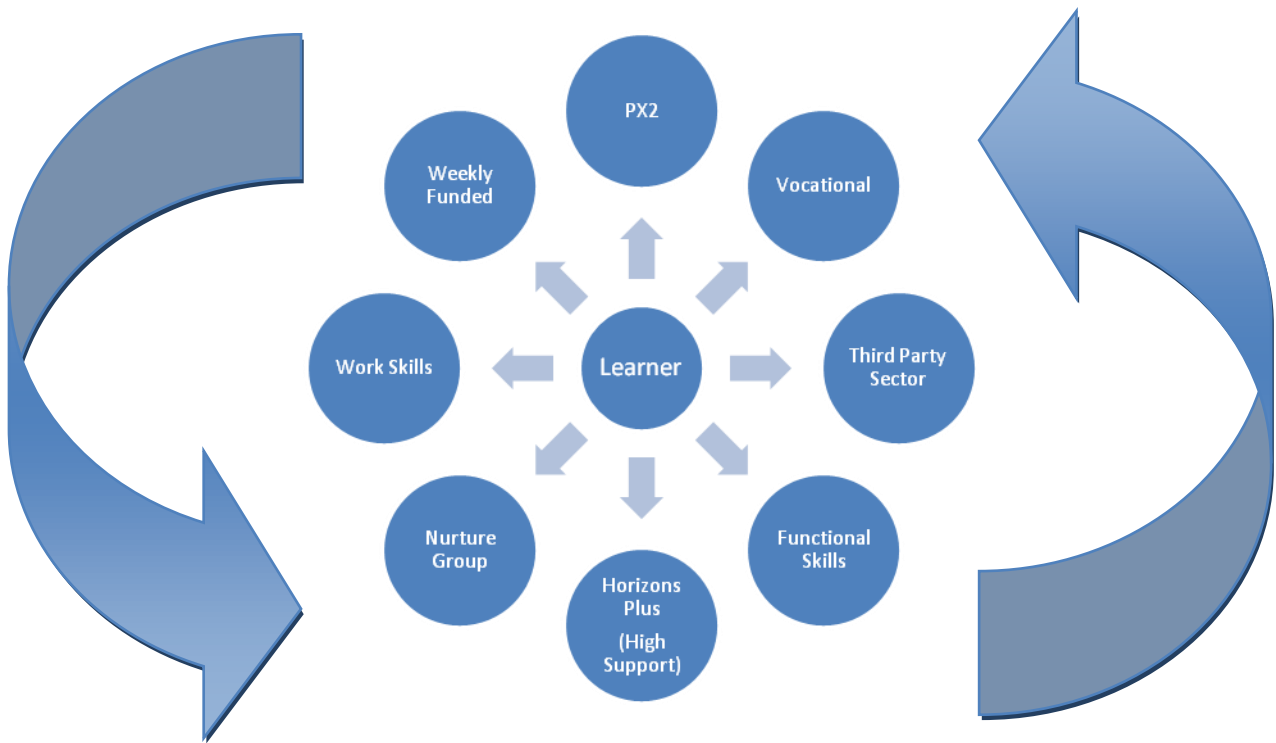 PX2
Weekly
Funded
Vocational
Work Skills
Learner
Third Party
Sector
Nurture
Group
Functional
Skills
Horizons
Plus
(High
Support)